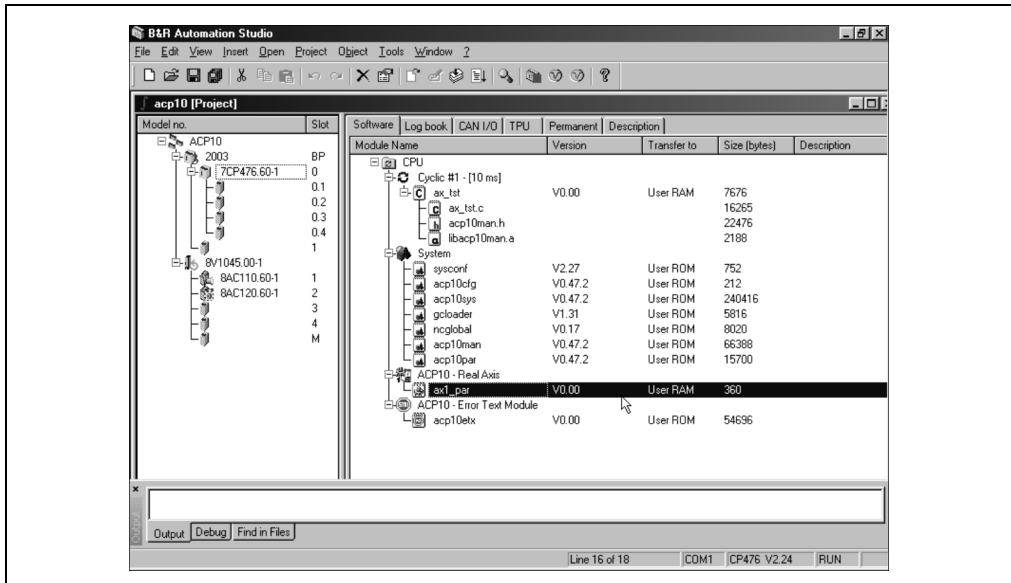 B&R Automation Studio
File Edit View Insert Open Project Object Tools Window ?
acp10 [Project]
Model no. Slot
ACP10
2003 BP
7CP476.60-1 0
0.1
0.2
0.3
0.4
1
8V1045.00-1
8AC110.60-1 1
8AC120.60-1 2
3
4
M
Software Log book CAN I/O TPU Permanent Description
Module Name Version Transfer to Size (bytes) Description
CPU
Cyclic #1 - [10 ms]
ax_tst V0.00 User RAM 7676
ax_tst.c 16265
acp10man.h 22476
libacp10man.a 2188
System
sysconf V2.27 User ROM 752
acp10cfg V0.47.2 User ROM 212
acp10sys V0.47.2 User ROM 240416
gcloader V1.31 User ROM 5816
ncglobal V0.17 User ROM 8020
acp10man V0.47.2 User ROM 66388
acp10par V0.47.2 User ROM 15700
ACP10 - Real Axis
ax1_par V0.00 User RAM 360
ACP10 - Error Text Module
acp10etx V0.00 User ROM 54696
Output
Output Debug Find in Files
Line 16 of 18 COM1 CP476 V2.24 RUN